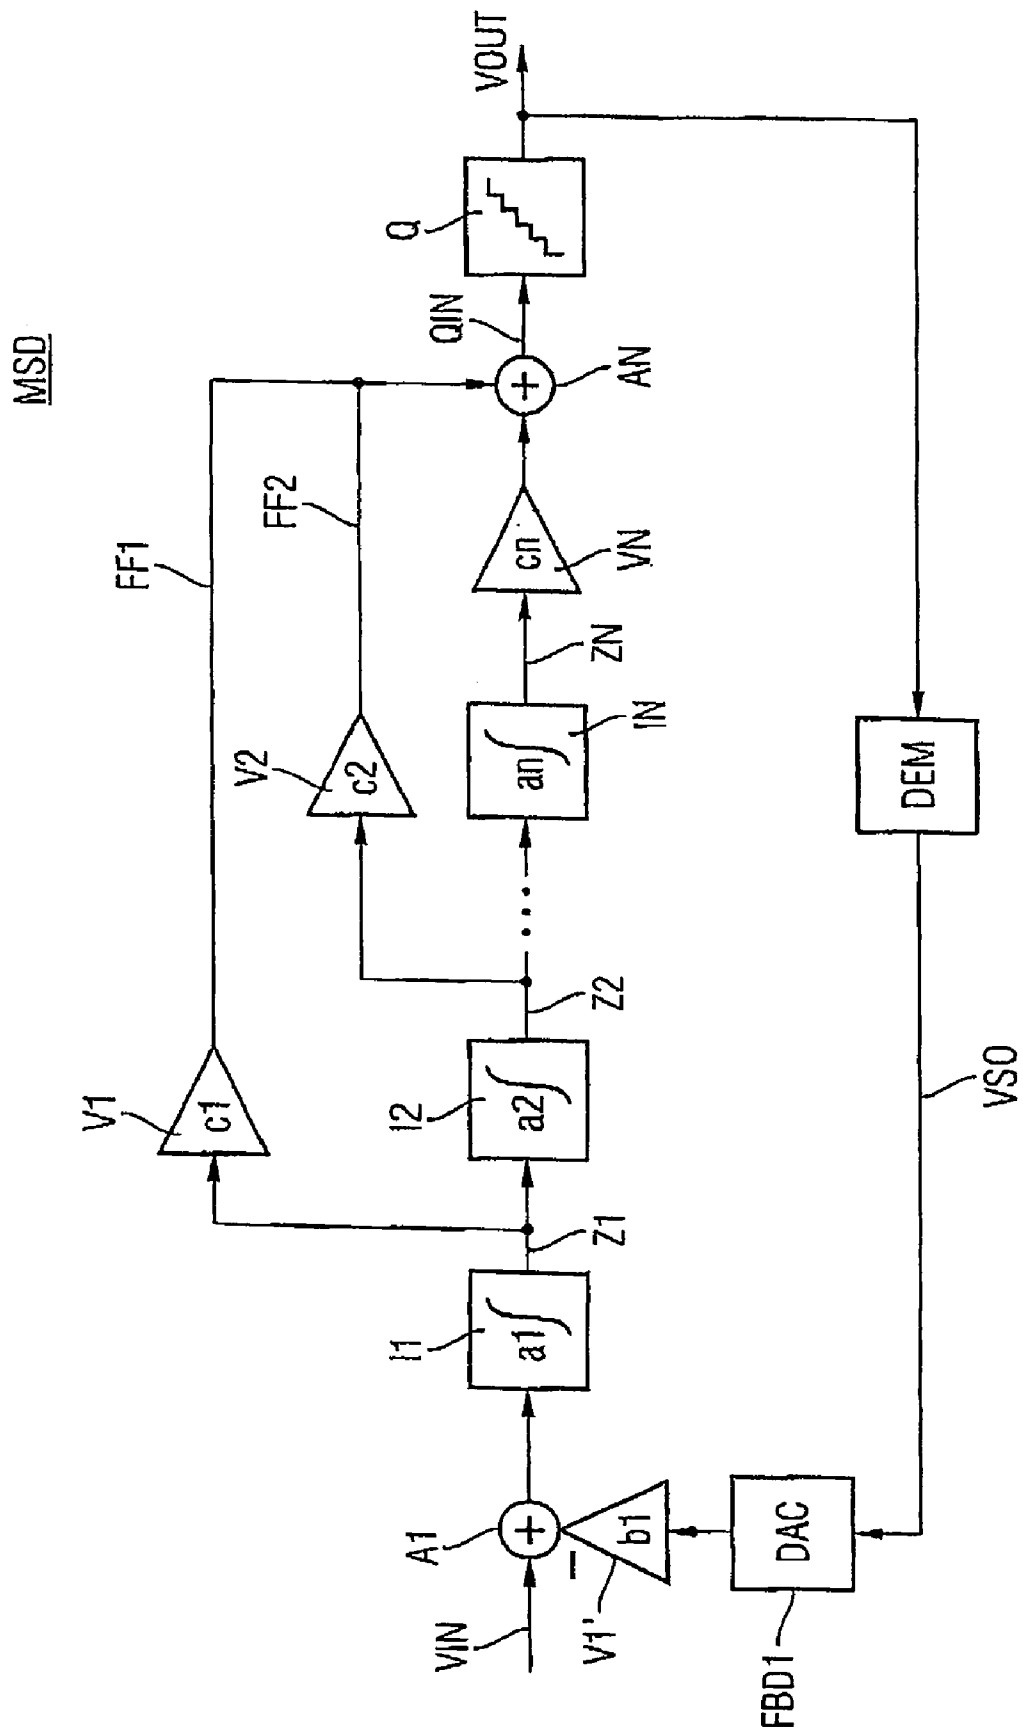 MSD
FF1
V1
c1
FF2
V2
c2
VIN
A1
+
−
I1
a1
Z1
I2
a2
Z2
an
IN
ZN
cn
VN
+
AN
QIN
Q
VOUT
V1'
b1
FBD1
DAC
VSO
DEM